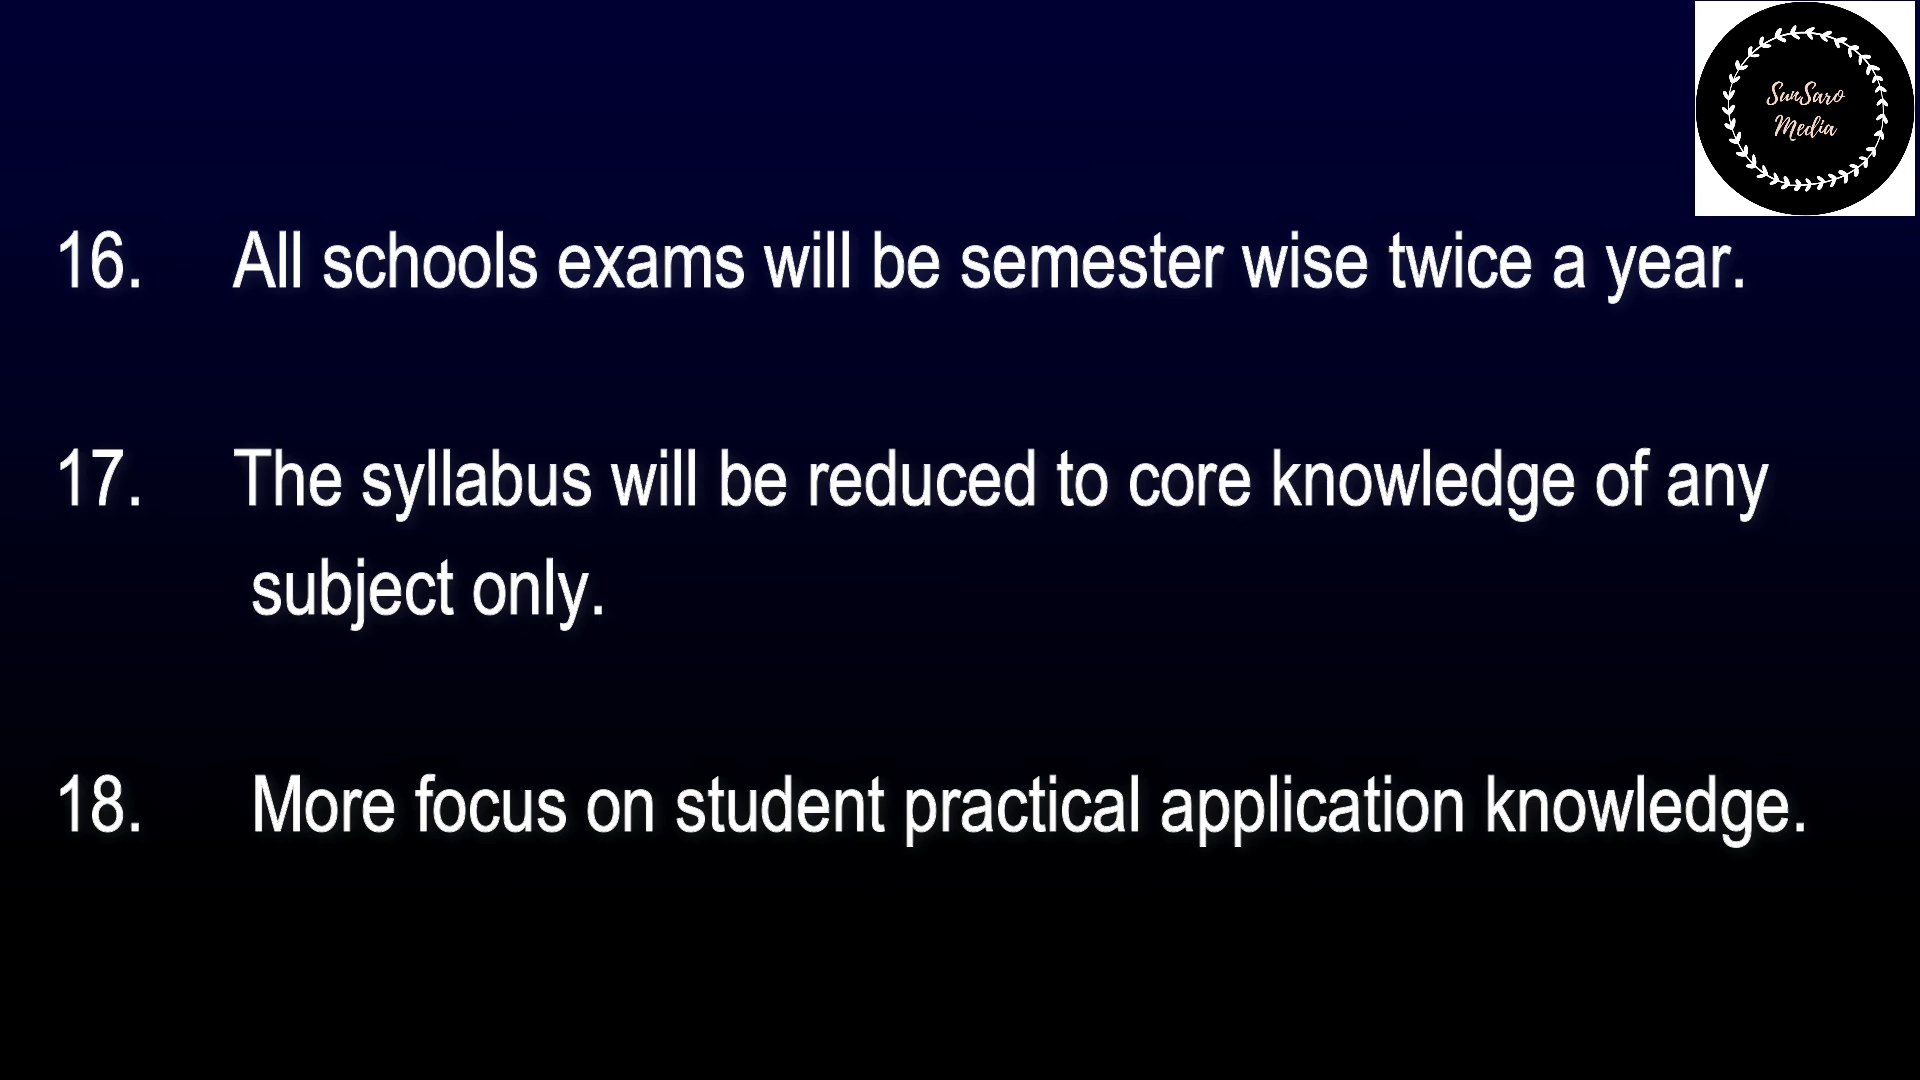 SunSaro
Media
16. All schools exams will be semester wise twice a year.
17. The syllabus will be reduced to core knowledge of any
subject only.
18. More focus on student practical application knowledge.